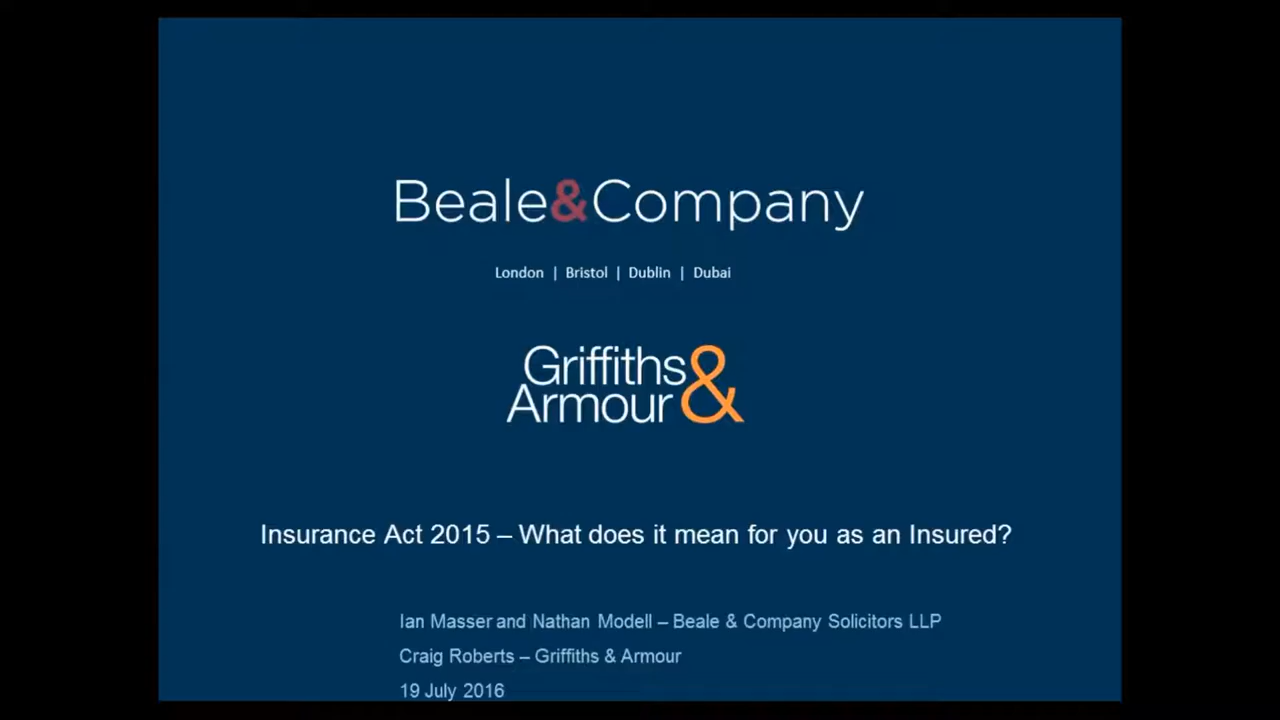 Beale&Company
London | Bristol | Dublin | Dubai
Griffiths &
Armour
Insurance Act 2015 – What does it mean for you as an Insured?
Ian Masser and Nathan Modell – Beale & Company Solicitors LLP
Craig Roberts – Griffiths & Armour
19 July 2016